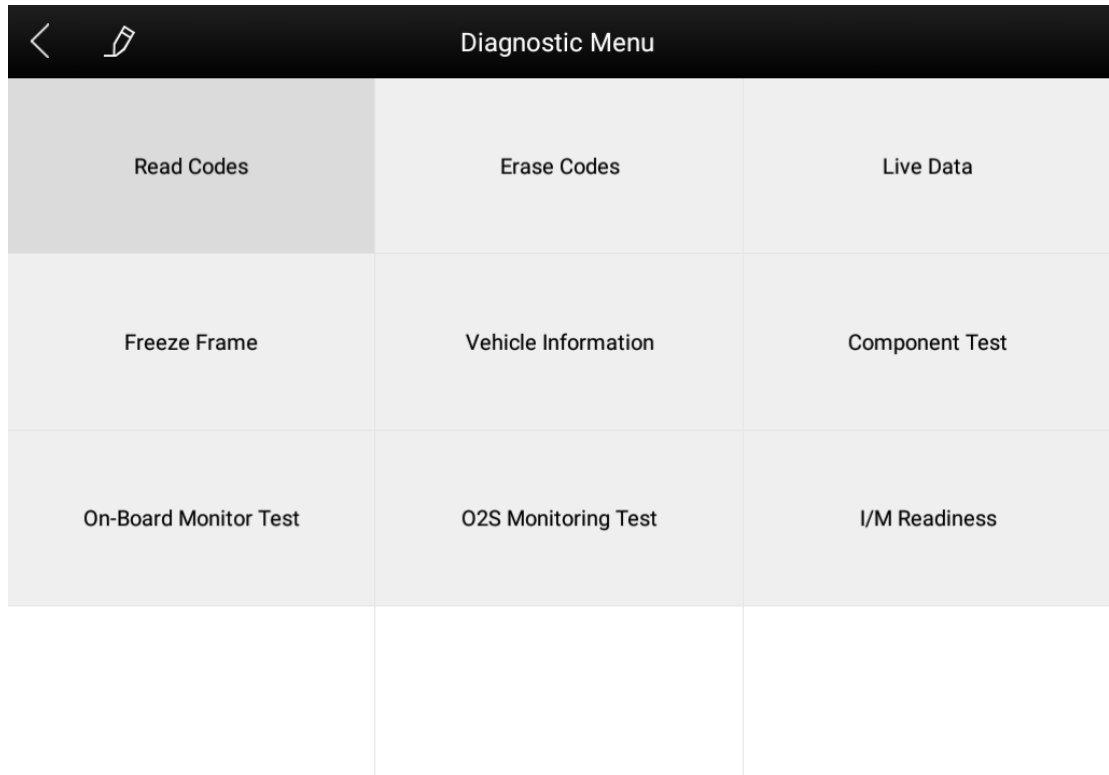 Diagnostic Menu
Read Codes
Erase Codes
Live Data
Freeze Frame
Vehicle Information
Component Test
On-Board Monitor Test
O2S Monitoring Test
I/M Readiness